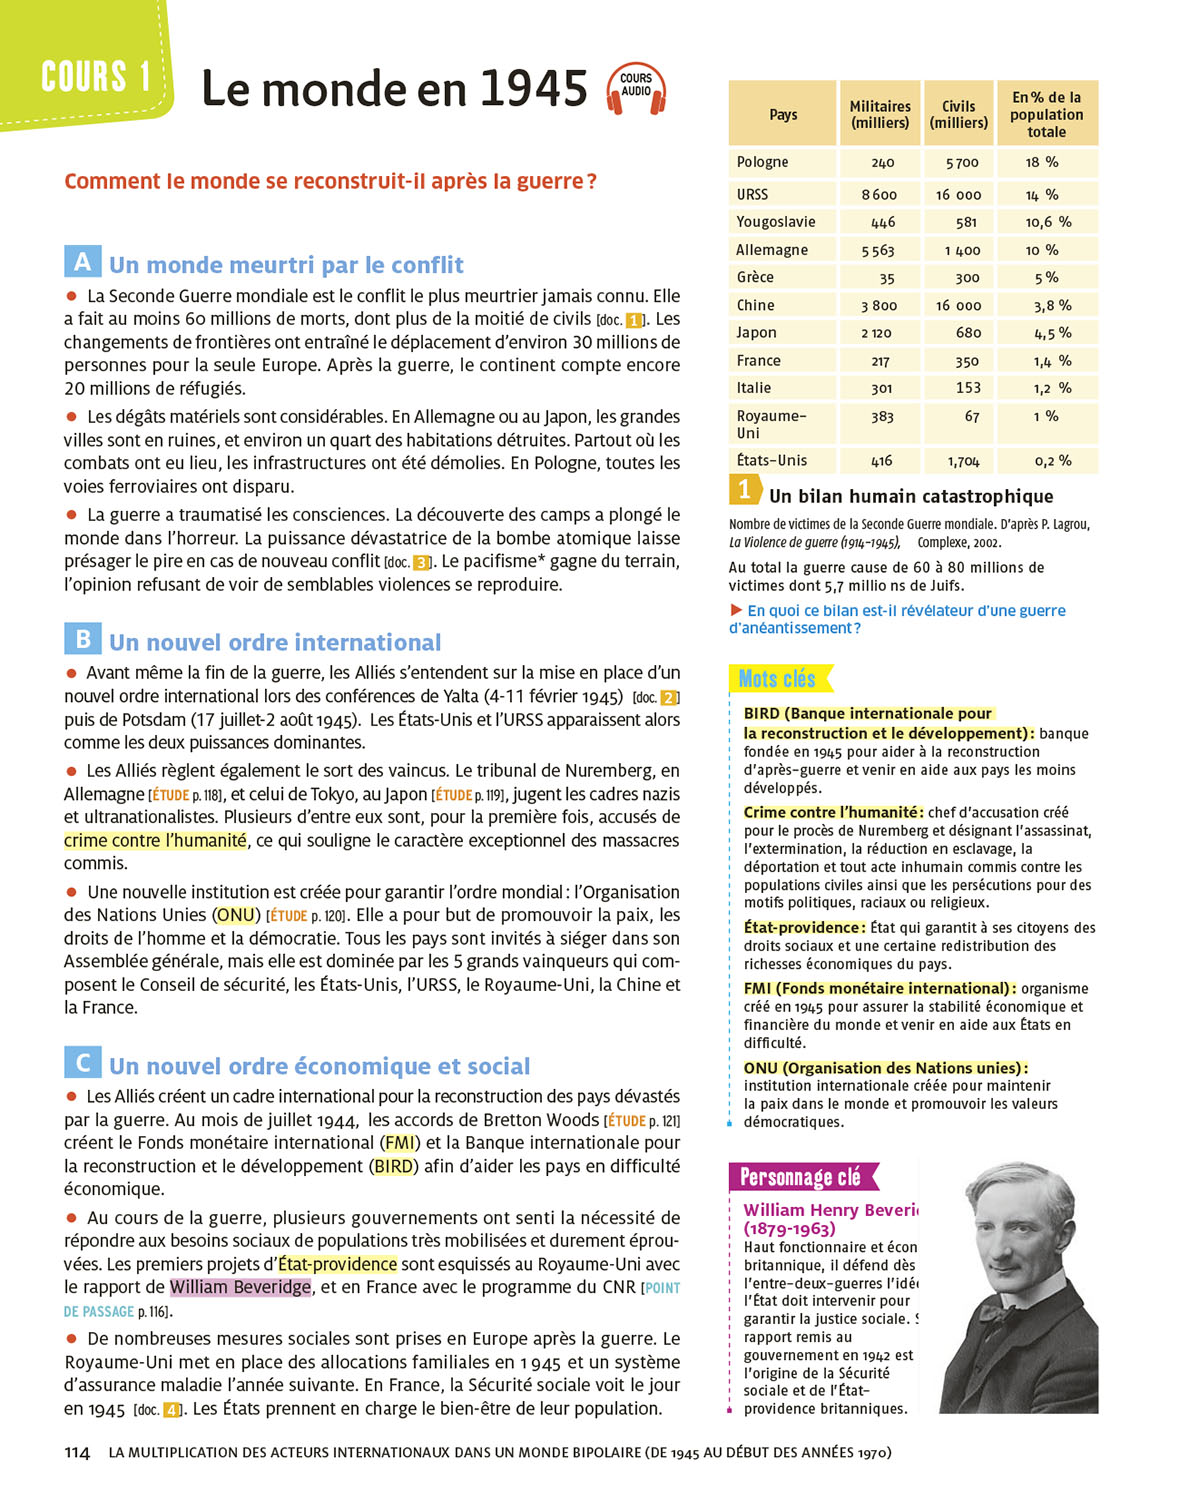 COURS 1
Le monde en 1945
COURS
AUDIO
Comment le monde se reconstruit-il après la guerre ?
A Un monde meurtri par le conflit
• La Seconde Guerre mondiale est le conflit le plus meurtrier jamais connu. Elle
a fait au moins 60 millions de morts, dont plus de la moitié de civils [doc. 1]. Les
changements de frontières ont entraîné le déplacement d'environ 30 millions de
personnes pour la seule Europe. Après la guerre, le continent compte encore
20 millions de réfugiés.
• Les dégâts matériels sont considérables. En Allemagne ou au Japon, les grandes
villes sont en ruines, et environ un quart des habitations détruites. Partout où les
combats ont eu lieu, les infrastructures ont été démolies. En Pologne, toutes les
voies ferroviaires ont disparu.
• La guerre a traumatisé les consciences. La découverte des camps a plongé le
monde dans l'horreur. La puissance dévastatrice de la bombe atomique laisse
présager le pire en cas de nouveau conflit [doc. 3]. Le pacifisme* gagne du terrain,
l'opinion refusant de voir de semblables violences se reproduire.
B Un nouvel ordre international
• Avant même la fin de la guerre, les Alliés s'entendent sur la mise en place d'un
nouvel ordre international lors des conférences de Yalta (4-11 février 1945) [doc. 2]
puis de Potsdam (17 juillet-2 août 1945). Les États-Unis et l'URSS apparaissent alors
comme les deux puissances dominantes.
• Les Alliés règlent également le sort des vaincus. Le tribunal de Nuremberg, en
Allemagne [ÉTUDE p. 118], et celui de Tokyo, au Japon [ÉTUDE p. 119], jugent les cadres nazis
et ultranationalistes. Plusieurs d'entre eux sont, pour la première fois, accusés de
crime contre l'humanité, ce qui souligne le caractère exceptionnel des massacres
commis.
• Une nouvelle institution est créée pour garantir l'ordre mondial : l'Organisation
des Nations Unies (ONU) [ÉTUDE p. 120]. Elle a pour but de promouvoir la paix, les
droits de l'homme et la démocratie. Tous les pays sont invités à siéger dans son
Assemblée générale, mais elle est dominée par les 5 grands vainqueurs qui com-
posent le Conseil de sécurité, les États-Unis, l'URSS, le Royaume-Uni, la Chine et
la France.
C Un nouvel ordre économique et social
• Les Alliés créent un cadre international pour la reconstruction des pays dévastés
par la guerre. Au mois de juillet 1944, les accords de Bretton Woods [ÉTUDE p. 121]
créent le Fonds monétaire international (FMI) et la Banque internationale pour
la reconstruction et le développement (BIRD) afin d'aider les pays en difficulté
économique.
• Au cours de la guerre, plusieurs gouvernements ont senti la nécessité de
répondre aux besoins sociaux de populations très mobilisées et durement éprou-
vées. Les premiers projets d'État-providence sont esquissés au Royaume-Uni avec
le rapport de William Beveridge, et en France avec le programme du CNR [POINT
DE PASSAGE p. 116].
• De nombreuses mesures sociales sont prises en Europe après la guerre. Le
Royaume-Uni met en place des allocations familiales en 1 945 et un système
d'assurance maladie l'année suivante. En France, la Sécurité sociale voit le jour
en 1945 [doc. 4]. Les États prennent en charge le bien-être de leur population.
Pays Militaires (milliers) Civils (milliers) En % de la population totale
Pologne 240 5 700 18 %
URSS 8 600 16 000 14 %
Yougoslavie 446 581 10,6 %
Allemagne 5 563 1 400 10 %
Grèce 35 300 5 %
Chine 3 800 16 000 3,8 %
Japon 2 120 680 4,5 %
France 217 350 1,4 %
Italie 301 153 1,2 %
Royaume-
Uni 383 67 1 %
États-Unis 416 1,704 0,2 %
1 Un bilan humain catastrophique
Nombre de victimes de la Seconde Guerre mondiale. D'après P. Lagrou,
La Violence de guerre (1914-1945), Complexe, 2002.
Au total la guerre cause de 60 à 80 millions de
victimes dont 5,7 millio ns de Juifs.
▶ En quoi ce bilan est-il révélateur d'une guerre
d'anéantissement ?
Mots clés
BIRD (Banque internationale pour
la reconstruction et le développement) : banque
fondée en 1945 pour aider à la reconstruction
d'après-guerre et venir en aide aux pays les moins
développés.
Crime contre l'humanité : chef d'accusation créé
pour le procès de Nuremberg et désignant l'assassinat,
l'extermination, la réduction en esclavage, la
déportation et tout acte inhumain commis contre les
populations civiles ainsi que les persécutions pour des
motifs politiques, raciaux ou religieux.
État-providence : État qui garantit à ses citoyens des
droits sociaux et une certaine redistribution des
richesses économiques du pays.
FMI (Fonds monétaire international) : organisme
créé en 1945 pour assurer la stabilité économique et
financière du monde et venir en aide aux États en
difficulté.
ONU (Organisation des Nations unies) :
institution internationale créée pour maintenir
la paix dans le monde et promouvoir les valeurs
démocratiques.
Personnage clé
William Henry Beveri
(1879-1963)
Haut fonctionnaire et écon
britannique, il défend dès
l'entre-deux-guerres l'idé
l'État doit intervenir pour
garantir la justice sociale.
rapport remis au
gouvernement en 1942 est
l'origine de la Sécurité
sociale et de l'État-
providence britanniques.
114 LA MULTIPLICATION DES ACTEURS INTERNATIONAUX DANS UN MONDE BIPOLAIRE (DE 1945 AU DÉBUT DES ANNÉES 1970)